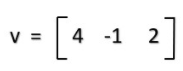 v = [ 4 -1 2 ]